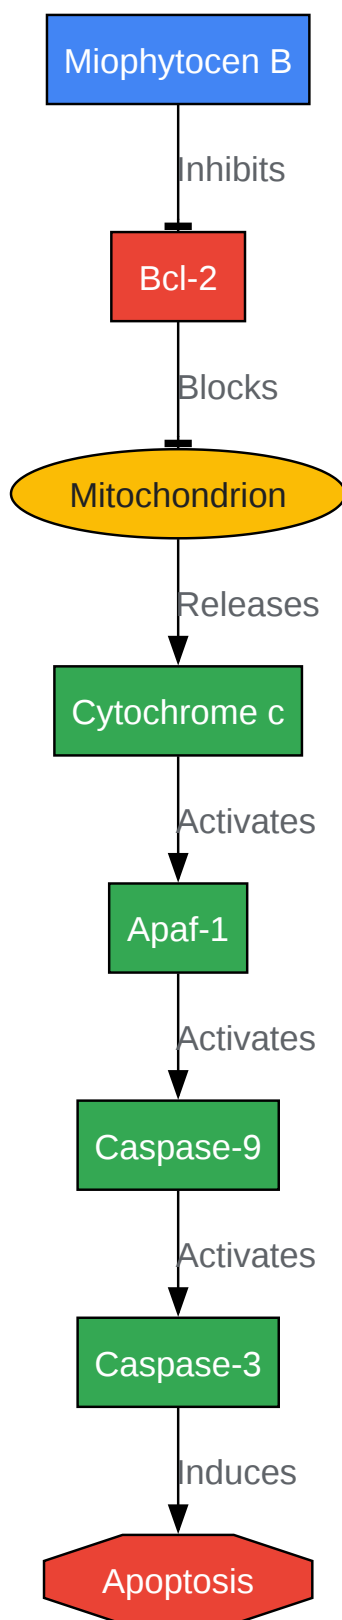 Miophytocen B
Inhibits
Bcl-2
Blocks
Mitochondrion
Releases
Cytochrome c
Activates
Apaf-1
Activates
Caspase-9
Activates
Caspase-3
Induces
Apoptosis